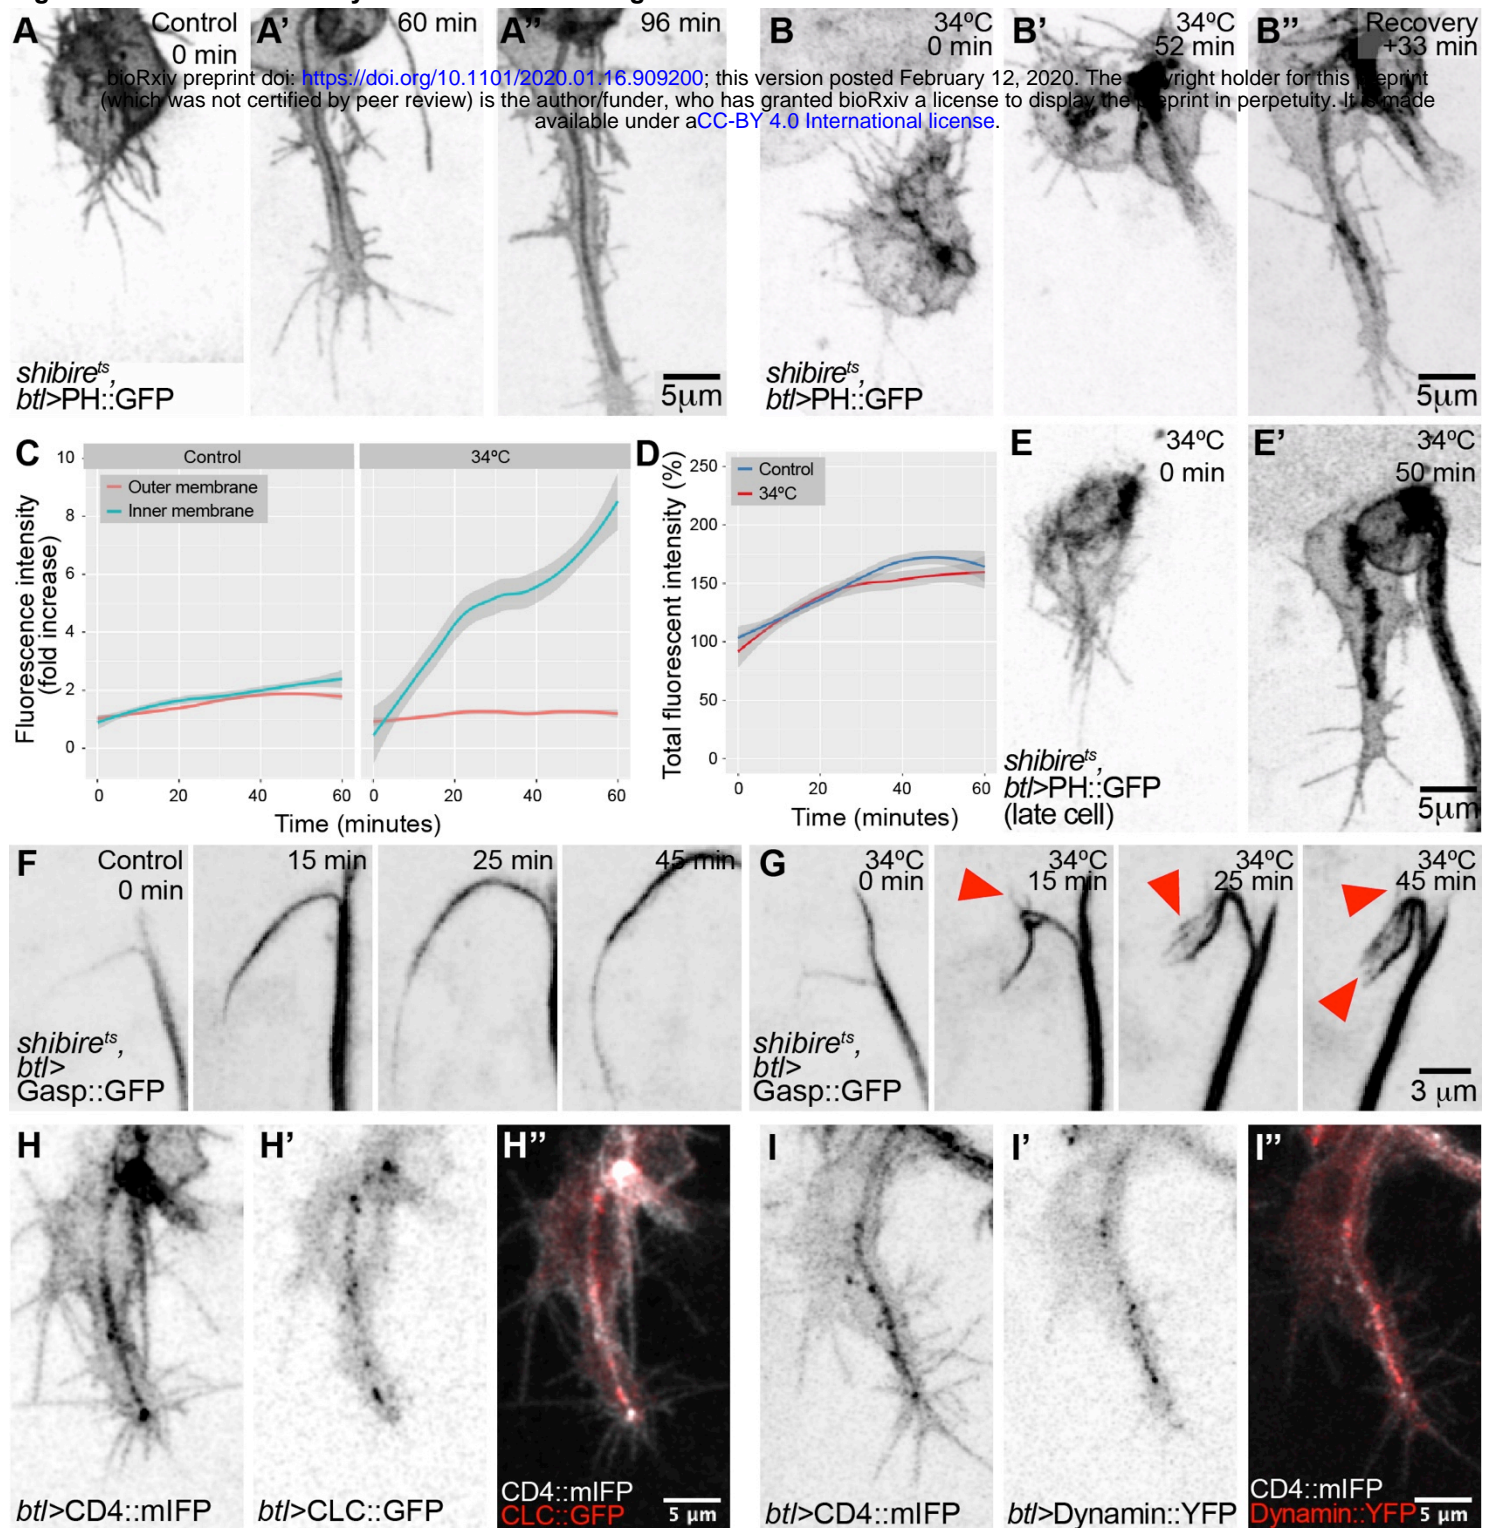 A
Control
0 min
A’
60 min
A’’
96 min
B
34ºC
0 min
B’
34ºC
52 min
B’’
Recovery
+33 min
bioRxiv preprint doi: https://doi.org/10.1101/2020.01.16.909200; this version posted February 12, 2020. The copyright holder for this preprint
(which was not certified by peer review) is the author/funder, who has granted bioRxiv a license to display the preprint in perpetuity. It is made
available under aCC-BY 4.0 International license.
shibireᵗˢ,
btl>PH::GFP
5µm
shibireᵗˢ,
btl>PH::GFP
5µm
C
Control
34ºC
Outer membrane
Inner membrane
Fluorescence intensity
(fold increase)
10
8
6
4
2
0
0 20 40 60 0 20 40 60
Time (minutes)
D
Control
34ºC
Total fluorescent intensity (%)
250
200
150
100
50
0
0 20 40 60
Time (minutes)
E
34ºC
0 min
shibireᵗˢ,
btl>PH::GFP
(late cell)
E’
34ºC
50 min
5µm
F
Control
0 min
15 min
25 min
45 min
shibireᵗˢ,
btl>
Gasp::GFP
G
34ºC
0 min
34ºC
15 min
34ºC
25 min
34ºC
45 min
shibireᵗˢ,
btl>
Gasp::GFP
3 µm
H
btl>CD4::mIFP
H’
btl>CLC::GFP
H’’
CD4::mIFP
CLC::GFP
5 µm
I
btl>CD4::mIFP
I’
btl>Dynamin::YFP
I’’
CD4::mIFP
Dynamin::YFP
5 µm